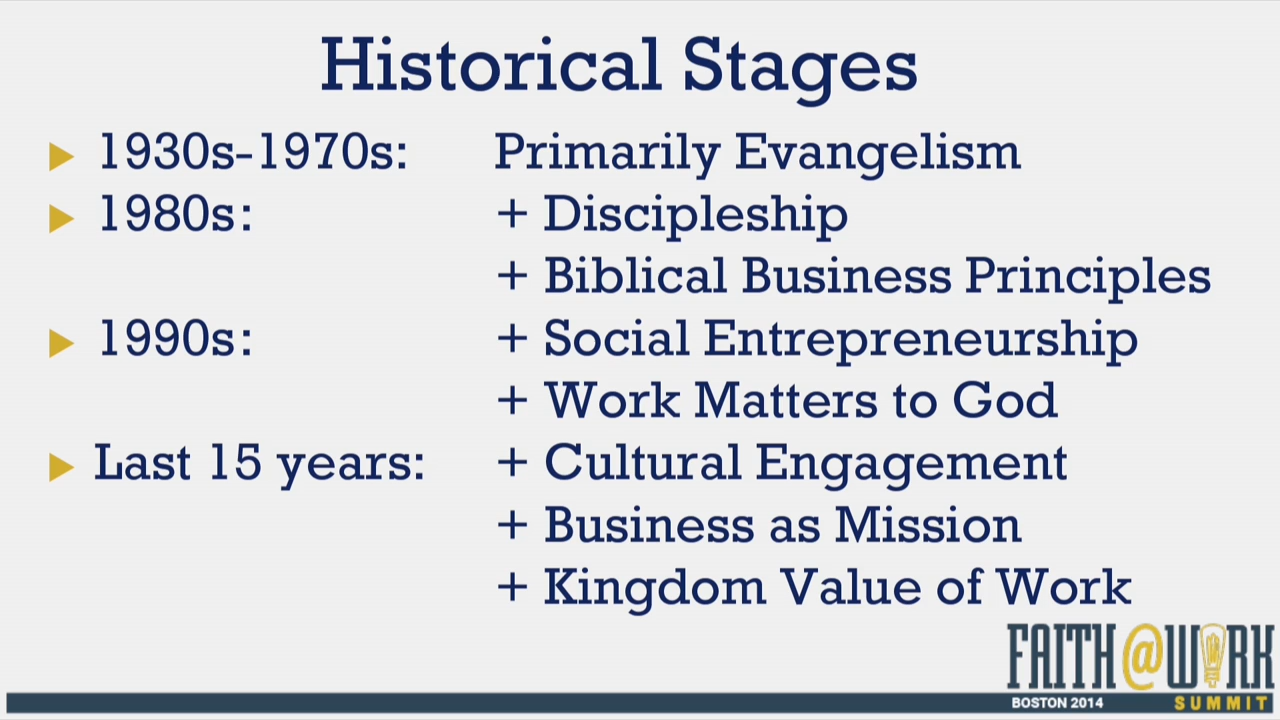 Historical Stages
1930s-1970s: Primarily Evangelism
1980s: + Discipleship
+ Biblical Business Principles
1990s: + Social Entrepreneurship
+ Work Matters to God
Last 15 years: + Cultural Engagement
+ Business as Mission
+ Kingdom Value of Work
FAITH@WORK
BOSTON 2014 SUMMIT